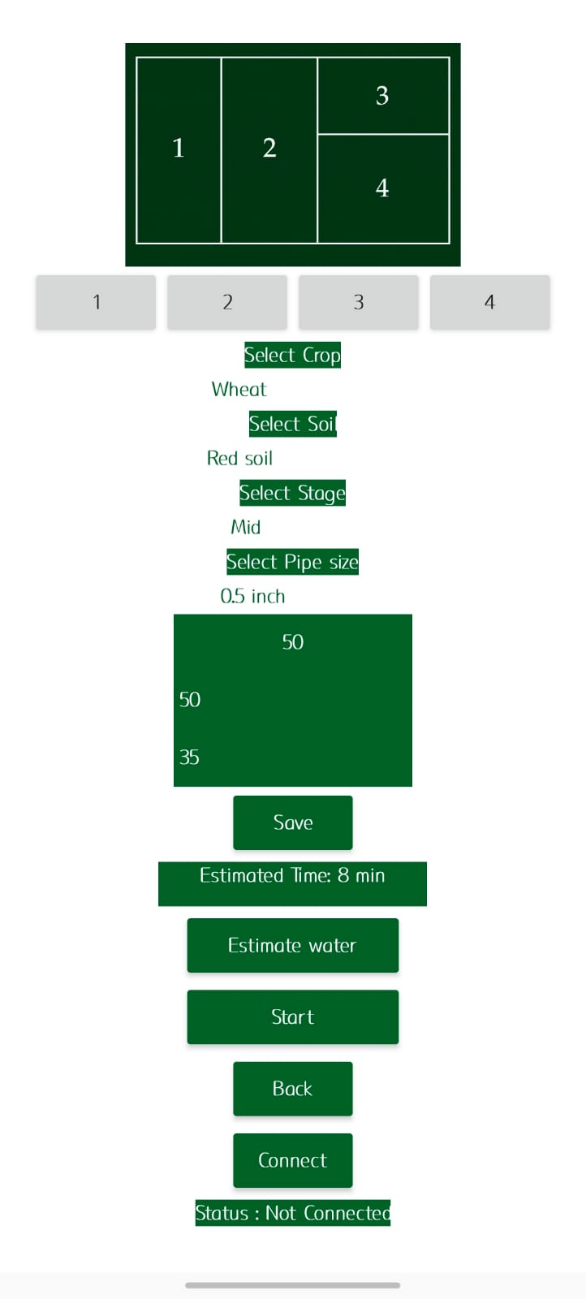 3
1
2
4
1 2 3 4
Select Crop
Wheat
Select Soil
Red soil
Select Stage
Mid
Select Pipe size
0.5 inch
50
50
35
Save
Estimated Time: 8 min
Estimate water
Start
Back
Connect
Status : Not Connected